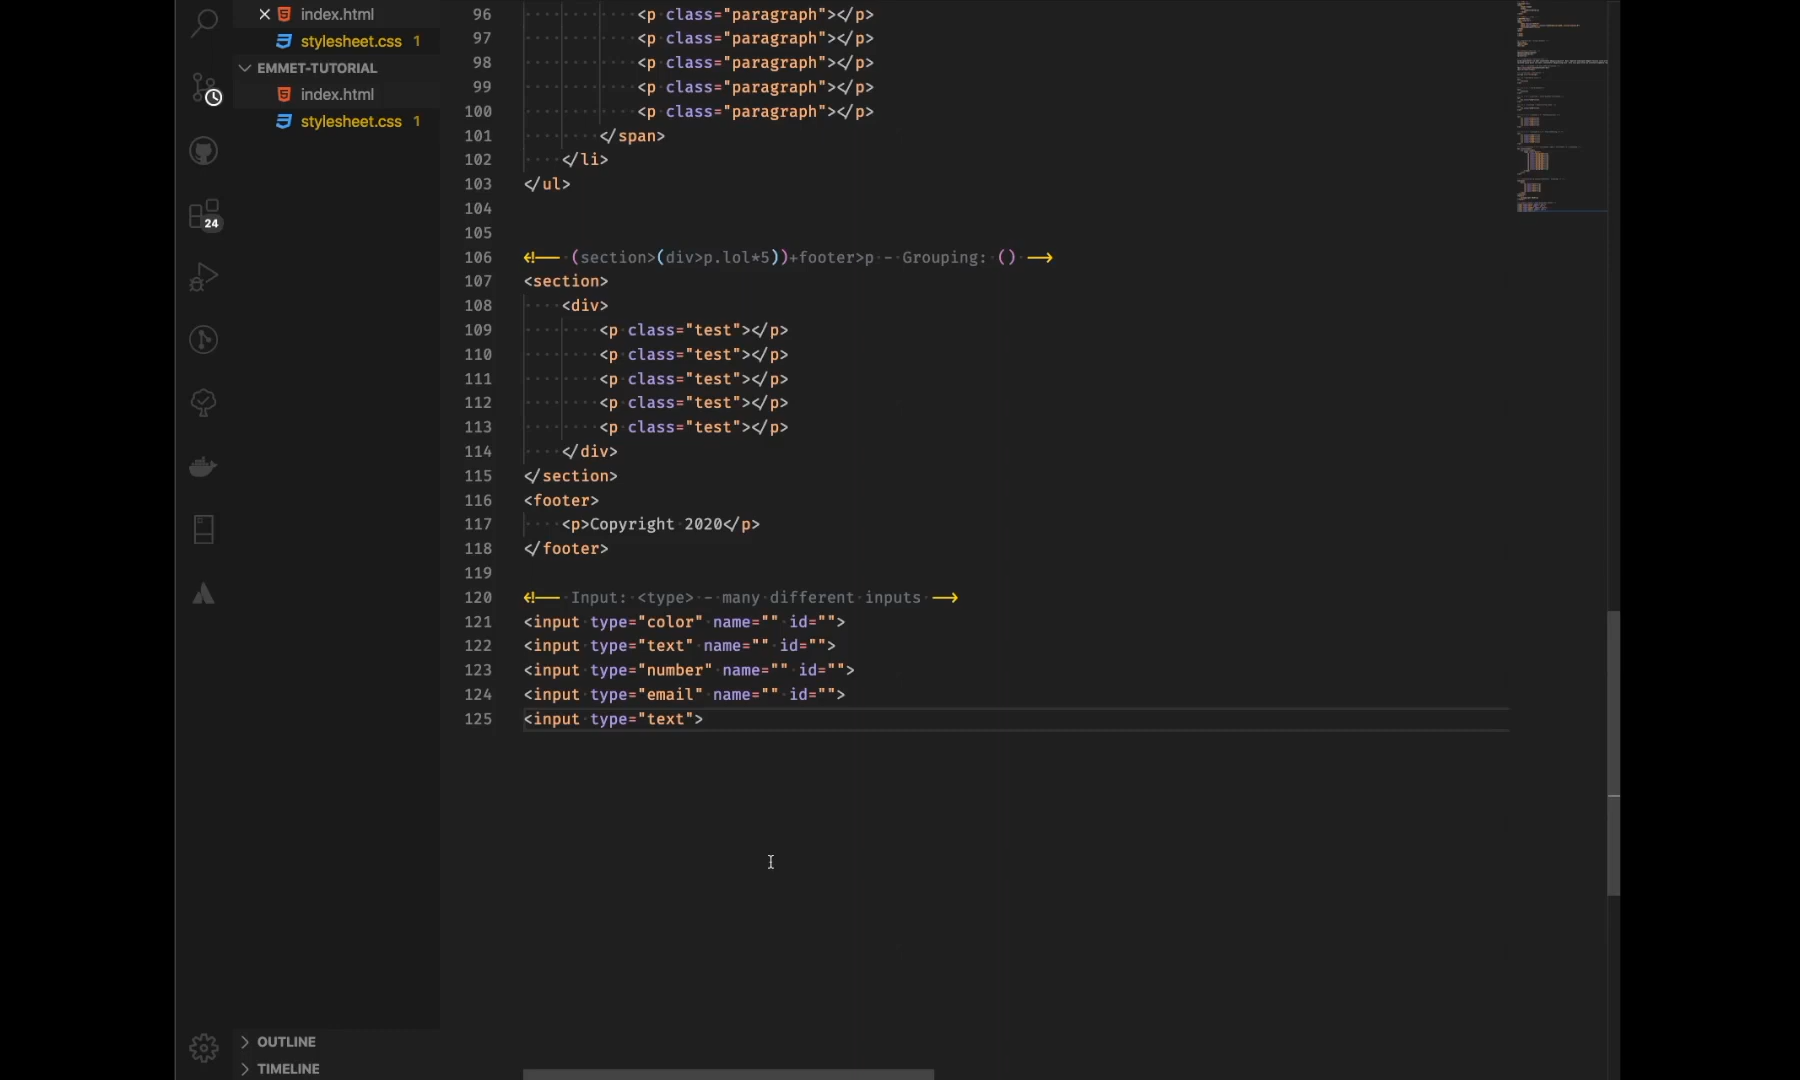 index.html
stylesheet.css 1
EMMET-TUTORIAL
index.html
stylesheet.css 1
24
OUTLINE
TIMELINE
96 <p class="paragraph"></p>
97 <p class="paragraph"></p>
98 <p class="paragraph"></p>
99 <p class="paragraph"></p>
100 <p class="paragraph"></p>
101 </span>
102 </li>
103 </ul>
104
105
106 <!-- (section>(div>p.lol*5))+footer>p - Grouping: () -->
107 <section>
108 <div>
109 <p class="test"></p>
110 <p class="test"></p>
111 <p class="test"></p>
112 <p class="test"></p>
113 <p class="test"></p>
114 </div>
115 </section>
116 <footer>
117 <p>Copyright 2020</p>
118 </footer>
119
120 <!-- Input: <type> - many different inputs -->
121 <input type="color" name="" id="">
122 <input type="text" name="" id="">
123 <input type="number" name="" id="">
124 <input type="email" name="" id="">
125 <input type="text">